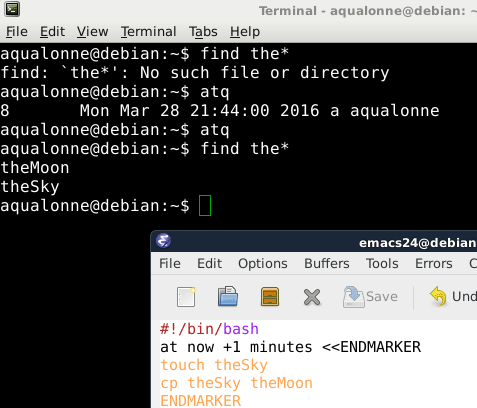 Terminal - aqualonne@debian: ~
File Edit View Terminal Tabs Help
aqualonne@debian:~$ find the*
find: `the*': No such file or directory
aqualonne@debian:~$ atq
8       Mon Mar 28 21:44:00 2016 a aqualonne
aqualonne@debian:~$ atq
aqualonne@debian:~$ find the*
theMoon
theSky
aqualonne@debian:~$
emacs24@debian
File Edit Options Buffers Tools Errors C
Save Und
#!/bin/bash
at now +1 minutes <<ENDMARKER
touch theSky
cp theSky theMoon
ENDMARKER